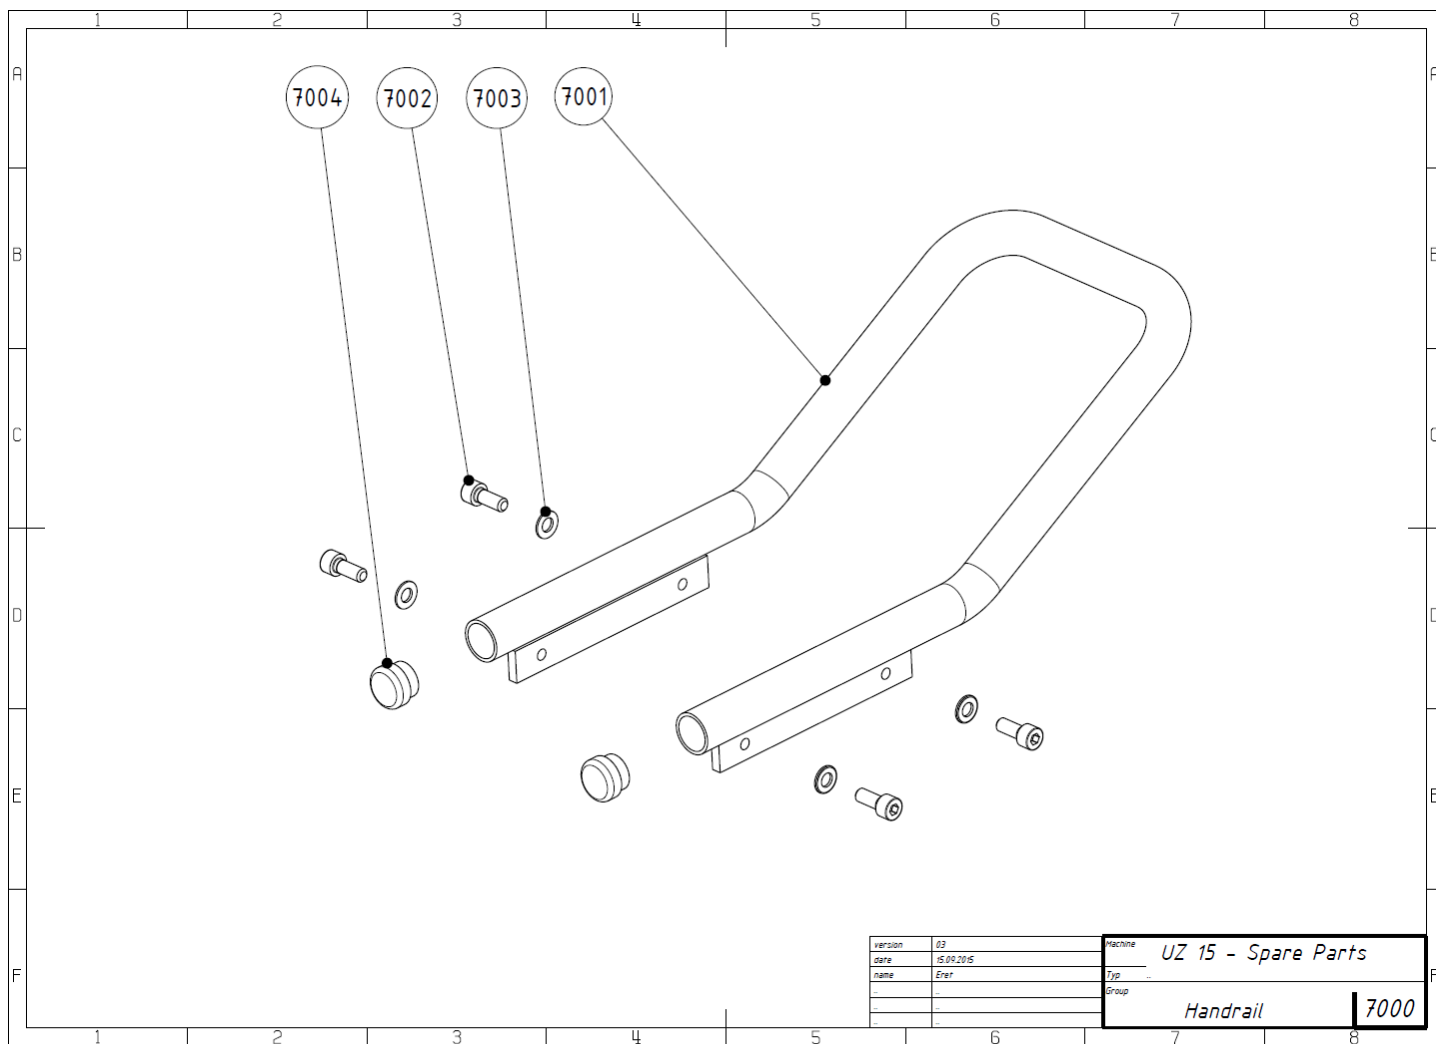 1 2 3 4 5 6 7 8
A A
7004 7002 7003 7001
B B
C C
D D
E E
version 03
date 15.09.2015
name Eret
- -
- -
- -
Machine UZ 15 - Spare Parts
Typ ..
Group Handrail 7000
F F
1 2 3 4 5 6 7 8